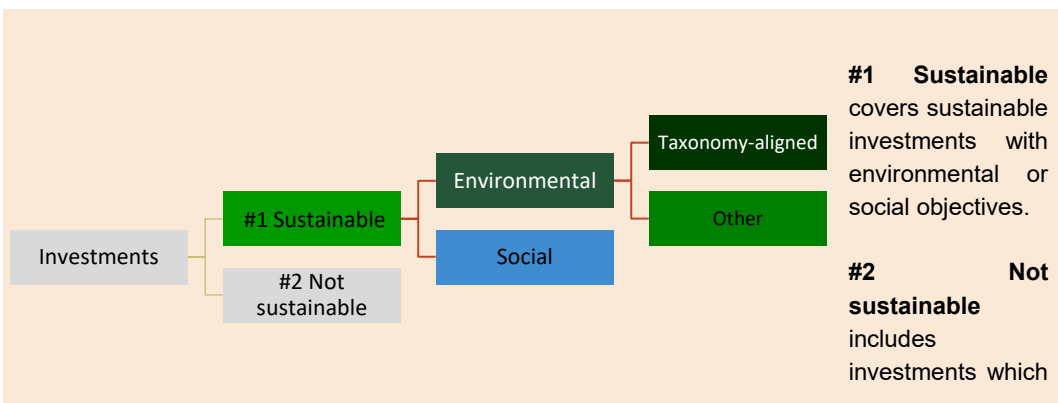 Investments
#1 Sustainable
#2 Not
sustainable
Environmental
Social
Taxonomy-aligned
Other
#1 Sustainable
covers sustainable
investments with
environmental or
social objectives.
#2 Not
sustainable
includes
investments which